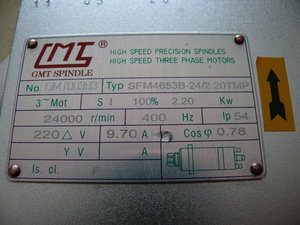 GMT ®
GMT SPINDLE
HIGH SPEED PRECISION SPINDLES
HIGH SPEED THREE PHASE MOTORS
No. Typ SFM4653B-24/2.20TMP
3~Mot S1 100% 2.20 Kw
24000 r/min 400 Hz Ip 54
220 △ V 9.70 A Cosφ 0.78
Y V A
Is. cl. F